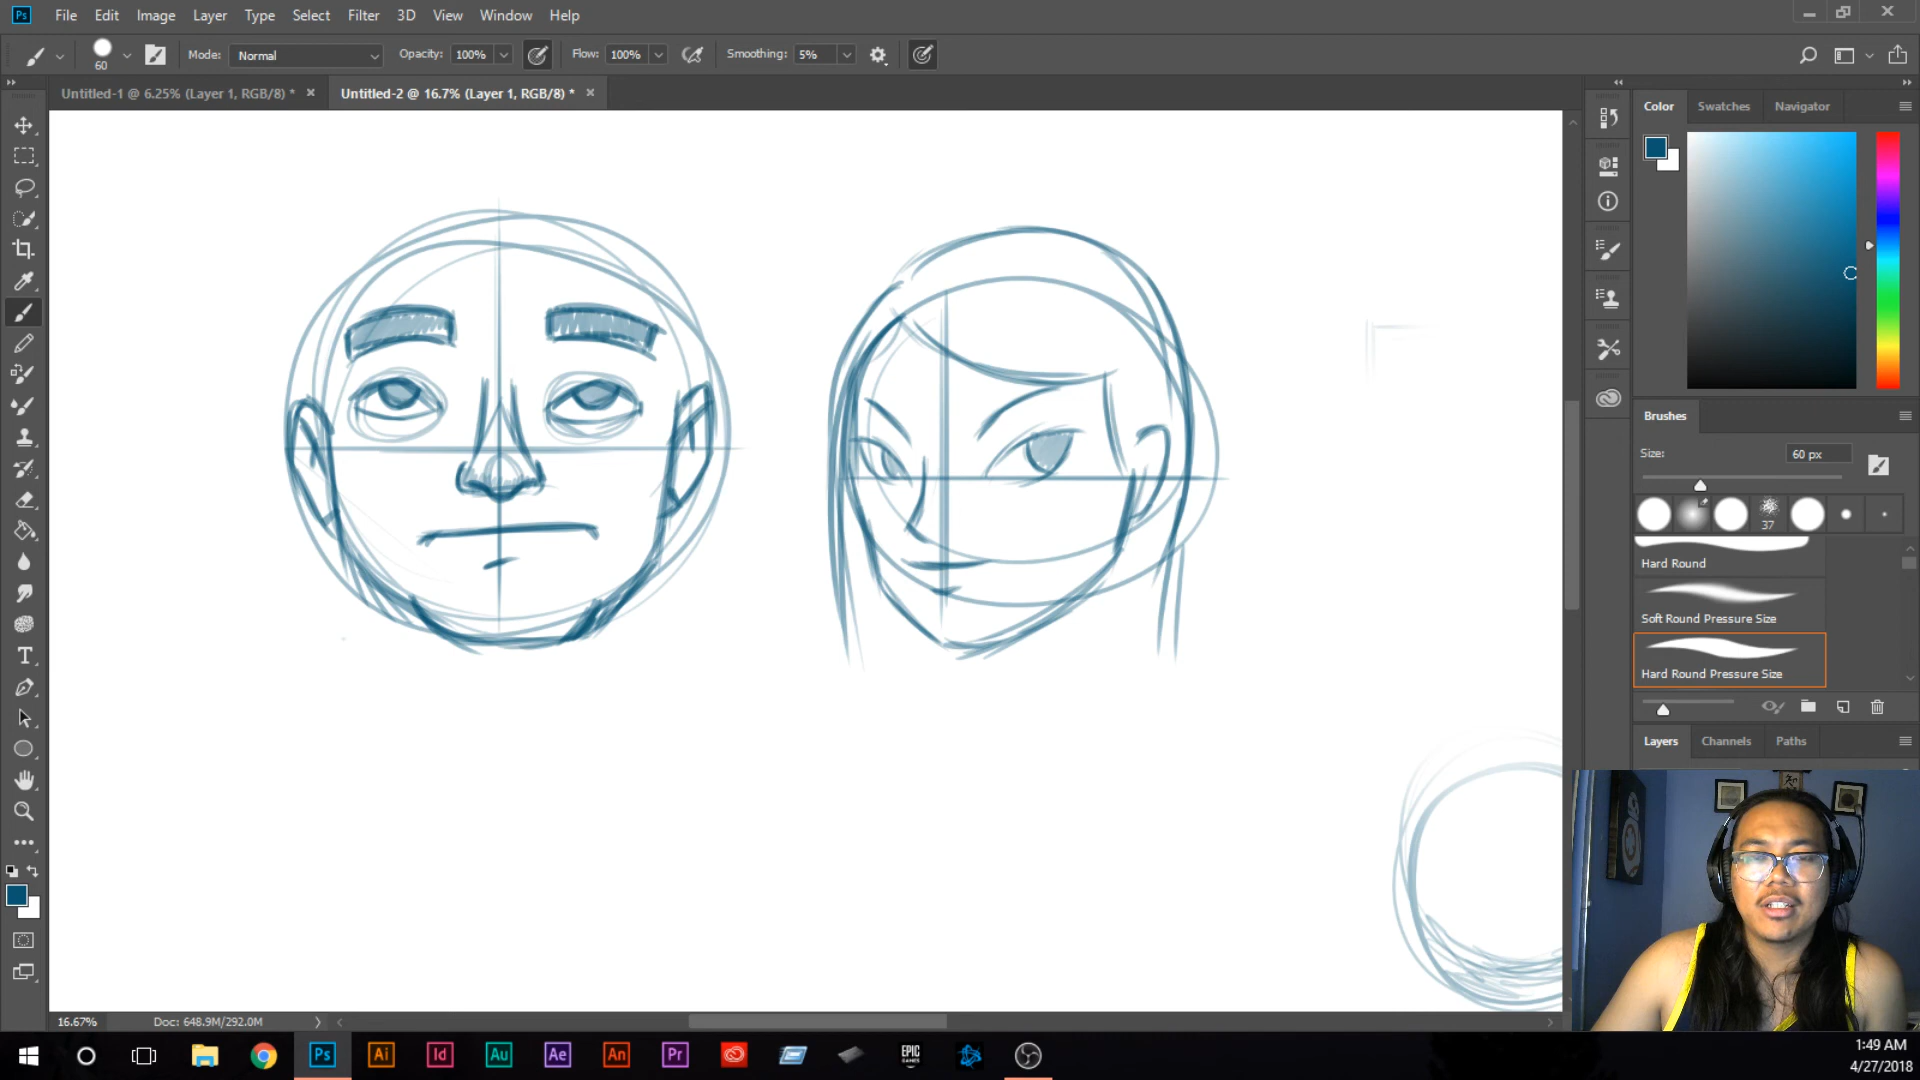 Ps File Edit Image Layer Type Select Filter 3D View Window Help
60 Mode: Normal Opacity: 100% Flow: 100% Smoothing: 5%
Untitled-1 @ 6.25% (Layer 1, RGB/8) * Untitled-2 @ 16.7% (Layer 1, RGB/8) *
Color Swatches Navigator
Brushes
Size: 60 px
37
Hard Round
Soft Round Pressure Size
Hard Round Pressure Size
Layers Channels Paths
16.67% Doc: 648.9M/292.0M
Ps Ai Id Au Ae An Pr EPIC GAMES
1:49 AM
4/27/2018